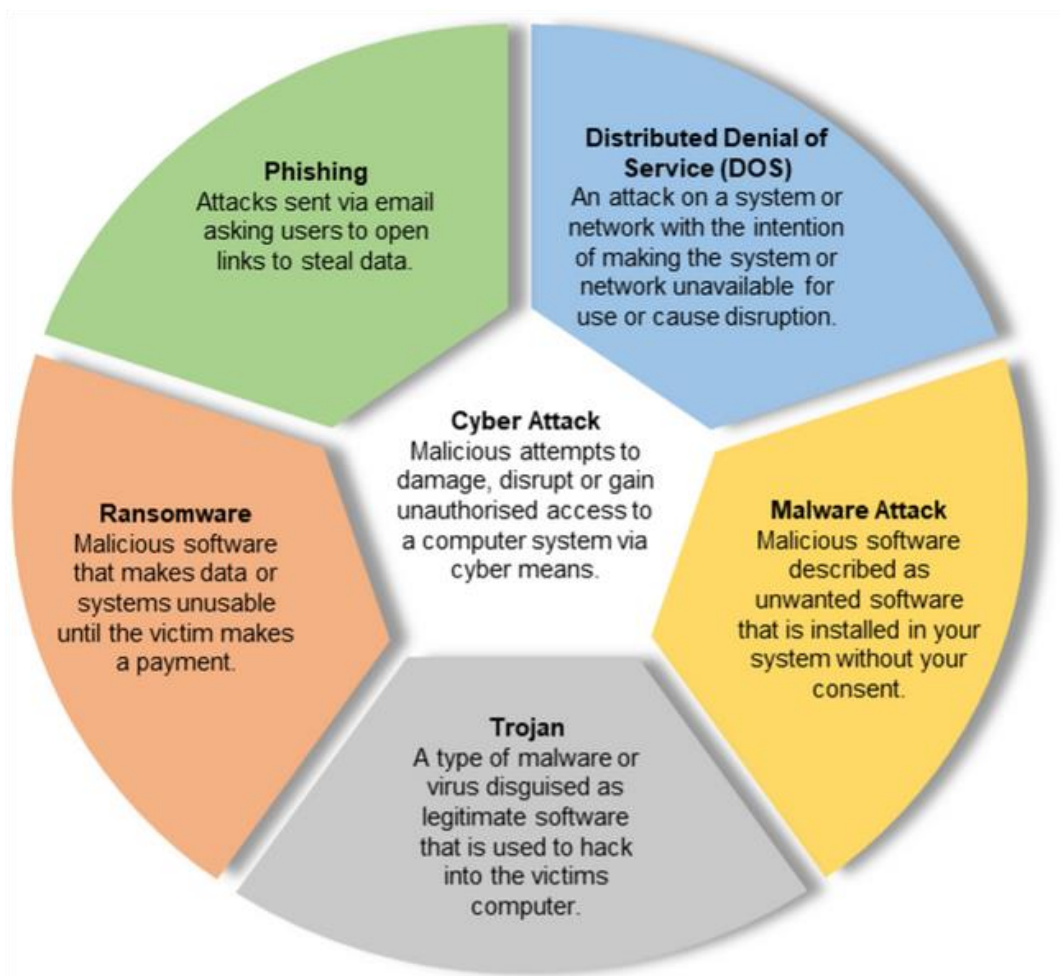 Phishing
Attacks sent via email
asking users to open
links to steal data.
Distributed Denial of
Service (DOS)
An attack on a system or
network with the intention
of making the system or
network unavailable for
use or cause disruption.
Cyber Attack
Malicious attempts to
damage, disrupt or gain
unauthorised access to
a computer system via
cyber means.
Ransomware
Malicious software
that makes data or
systems unusable
until the victim makes
a payment.
Malware Attack
Malicious software
described as
unwanted software
that is installed in your
system without your
consent.
Trojan
A type of malware or
virus disguised as
legitimate software
that is used to hack
into the victims
computer.